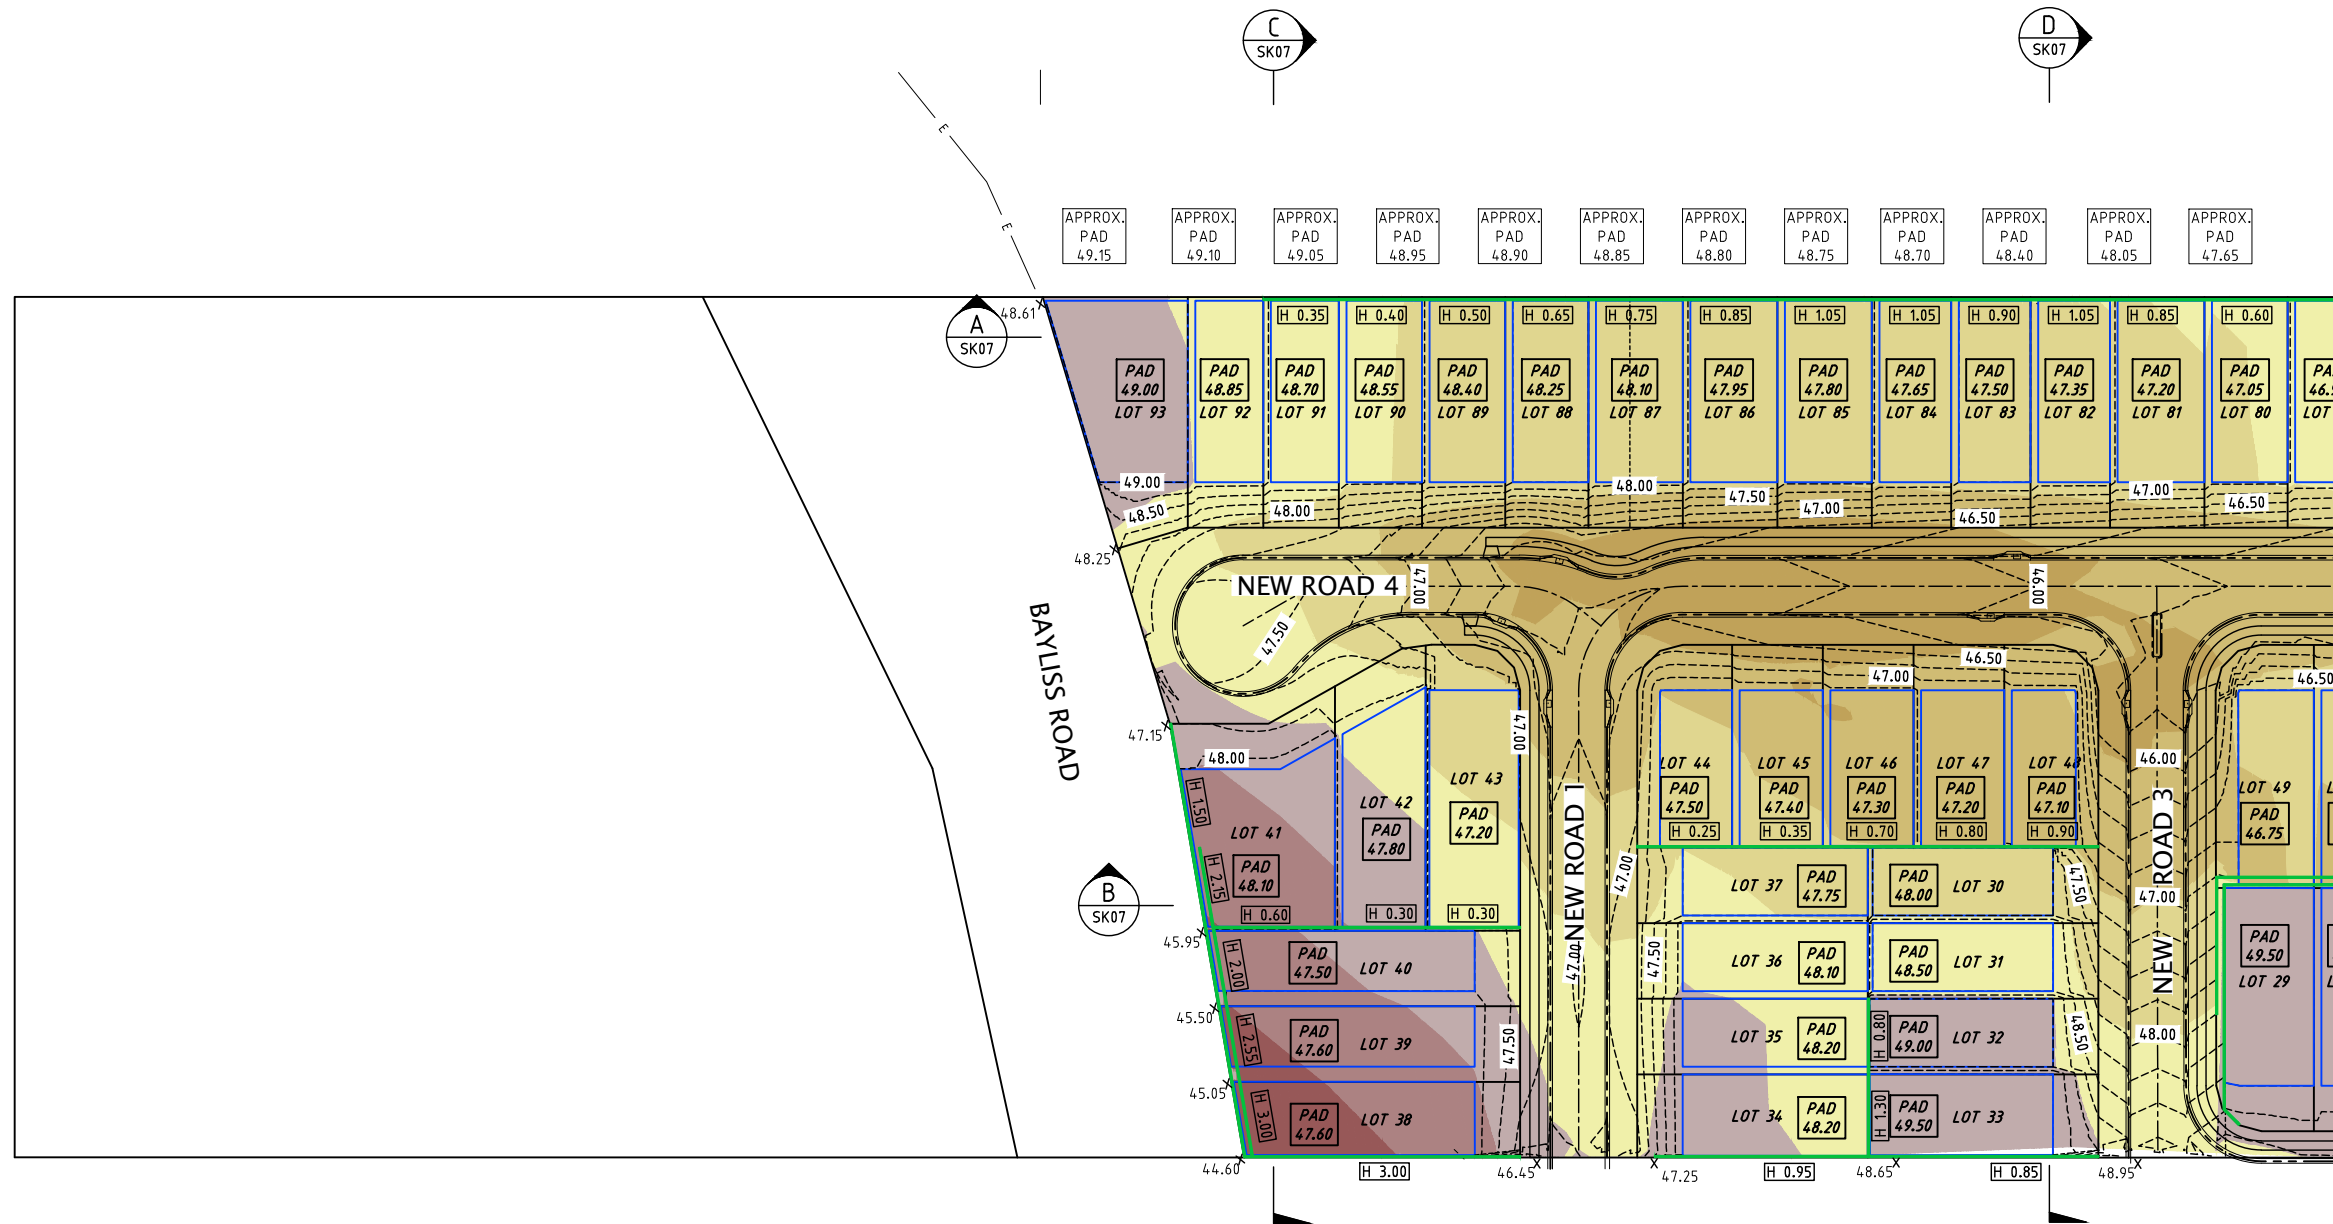 C
SK07
D
SK07
E
E
APPROX.
PAD
49.15
APPROX.
PAD
49.10
APPROX.
PAD
49.05
APPROX.
PAD
48.95
APPROX.
PAD
48.90
APPROX.
PAD
48.85
APPROX.
PAD
48.80
APPROX.
PAD
48.75
APPROX.
PAD
48.70
APPROX.
PAD
48.40
APPROX.
PAD
48.05
APPROX.
PAD
47.65
48.61
A
SK07
H 0.35
H 0.40
H 0.50
H 0.65
H 0.75
H 0.85
H 1.05
H 1.05
H 0.90
H 1.05
H 0.85
H 0.60
PAD
49.00
LOT 93
PAD
48.85
LOT 92
PAD
48.70
LOT 91
PAD
48.55
LOT 90
PAD
48.40
LOT 89
PAD
48.25
LOT 88
PAD
48.10
LOT 87
PAD
47.95
LOT 86
PAD
47.80
LOT 85
PAD
47.65
LOT 84
PAD
47.50
LOT 83
PAD
47.35
LOT 82
PAD
47.20
LOT 81
PAD
47.05
LOT 80
LOT
49.00
48.50
48.00
48.00
47.50
47.00
46.50
47.00
46.50
48.25
NEW ROAD 4
47.00
46.00
47.50
BAYLISS ROAD
47.15
46.50
47.00
46.50
48.00
47.00
46.00
H 1.50
LOT 41
PAD
48.10
H 2.15
H 0.60
LOT 42
PAD
47.80
H 0.30
LOT 43
PAD
47.20
H 0.30
NEW ROAD 1
47.00
47.00
LOT 44
PAD
47.50
H 0.25
LOT 45
PAD
47.40
H 0.35
LOT 46
PAD
47.30
H 0.70
LOT 47
PAD
47.20
H 0.80
LOT 48
PAD
47.10
H 0.90
NEW ROAD 3
47.00
48.00
LOT 49
PAD
46.75
B
SK07
45.95
H 2.00
PAD
47.50
LOT 40
LOT 37
PAD
47.75
PAD
48.00
LOT 30
47.50
47.50
LOT 36
PAD
48.10
PAD
48.50
LOT 31
PAD
49.50
LOT 29
45.50
H 2.55
PAD
47.60
LOT 39
47.50
LOT 35
PAD
48.20
H 0.80
PAD
49.00
LOT 32
48.50
45.05
H 3.00
PAD
47.60
LOT 38
LOT 34
PAD
48.20
H 1.30
PAD
49.50
LOT 33
44.60
H 3.00
46.45
47.25
H 0.95
48.65
H 0.85
48.95